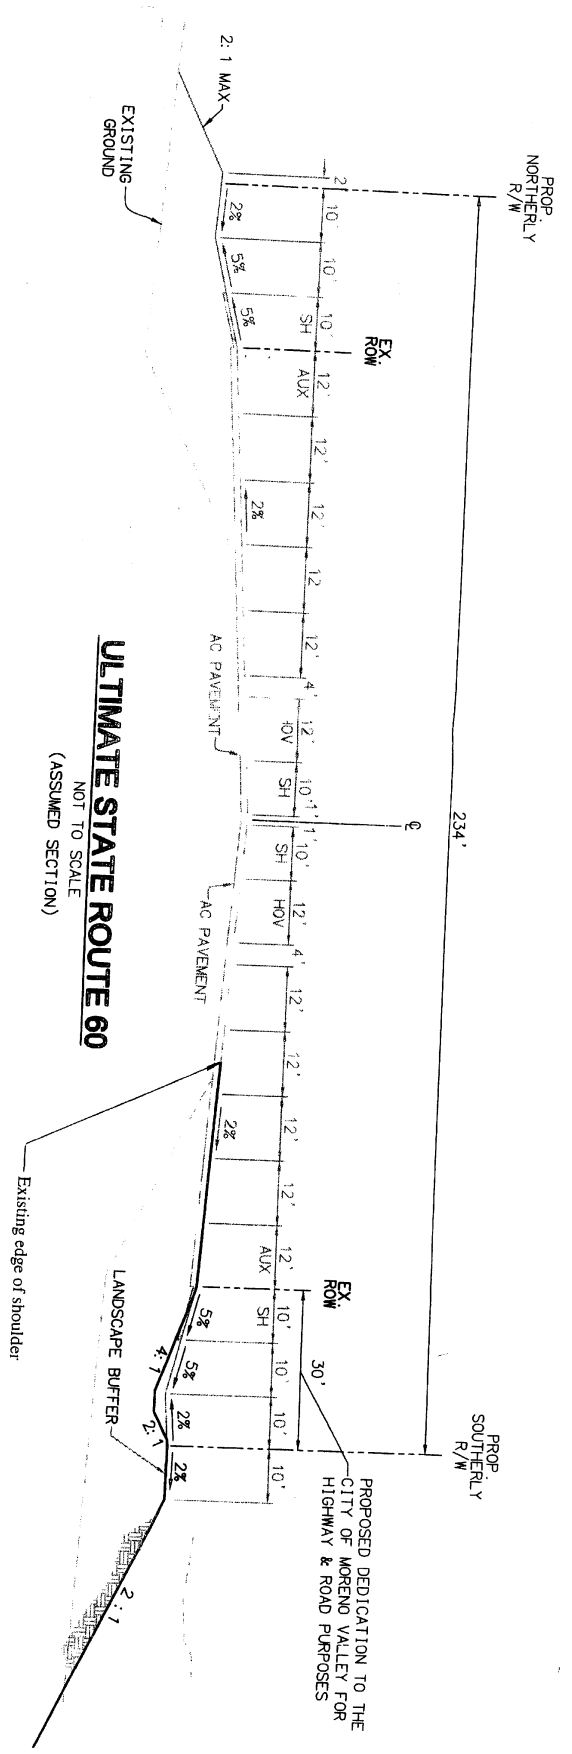 PROP.
NORTHERLY
R/W
PROP.
SOUTHERLY
R/W
234'
PROPOSED DEDICATION TO THE
CITY OF MORENO VALLEY FOR
HIGHWAY & ROAD PURPOSES
30'
EX.
ROW
EX.
ROW
℄
2
10'
10'
10'
12'
12'
12'
12
12'
4'
12'
10'
1'
1'
10'
12'
4'
12'
12'
12'
12'
12'
10'
10'
10'
10'
SH
AUX
HOV
SH
SH
HOV
AUX
SH
2: 1 MAX
2%
5%
5%
2%
2%
5%
5%
2%
2%
4: 1
2: 1
2: 1
EXISTING
GROUND
AC PAVEMENT
AC PAVEMENT
LANDSCAPE BUFFER
Existing edge of shoulder
ULTIMATE STATE ROUTE 60
NOT TO SCALE
(ASSUMED SECTION)